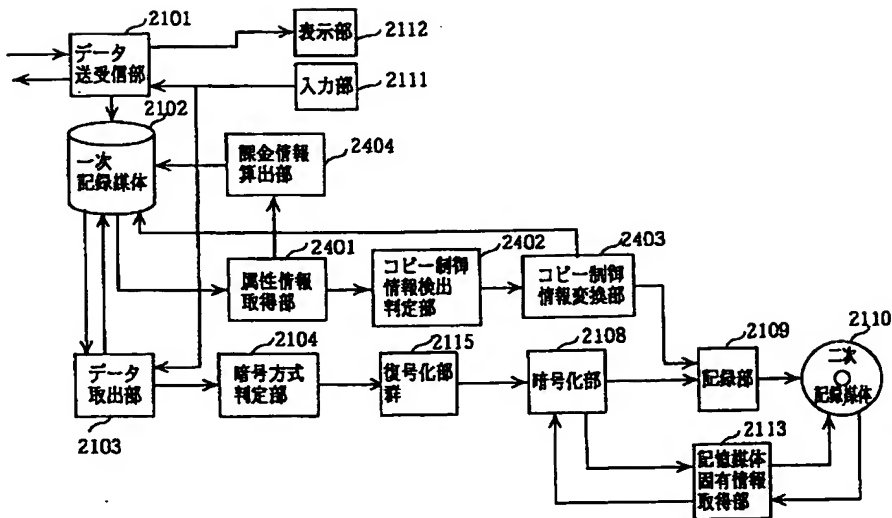 2101
データ
送受信部
表示部
2112
入力部
2111
2102
一次
記録媒体
課金情報
算出部
2404
2401
属性情報
取得部
2402
コピー制御
情報検出
判定部
2403
コピー制御
情報変換部
データ
取出部
2103
2104
暗号方式
判定部
2115
復号化部
群
2108
暗号化部
2109
記録部
2110
二次
記録媒体
2113
記憶媒体
固有情報
取得部